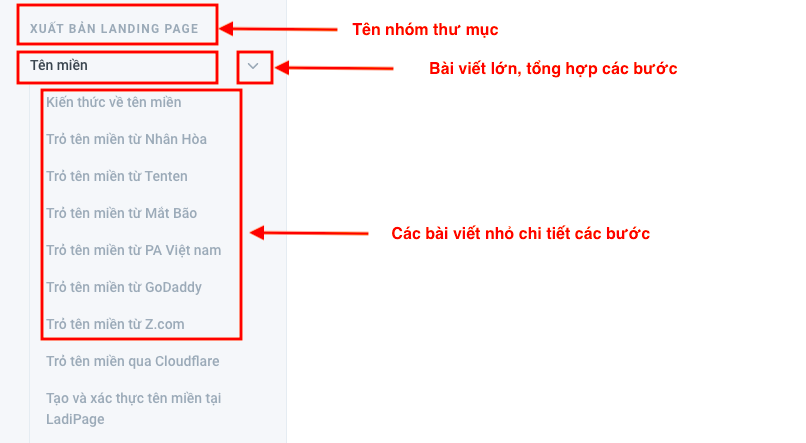 XUẤT BẢN LANDING PAGE
Tên nhóm thư mục
Tên miền
Bài viết lớn, tổng hợp các bước
Kiến thức về tên miền
Trỏ tên miền từ Nhân Hòa
Trỏ tên miền từ Tenten
Trỏ tên miền từ Mắt Bão
Các bài viết nhỏ chi tiết các bước
Trỏ tên miền từ PA Việt nam
Trỏ tên miền từ GoDaddy
Trỏ tên miền từ Z.com
Trỏ tên miền qua Cloudflare
Tạo và xác thực tên miền tại
LadiPage